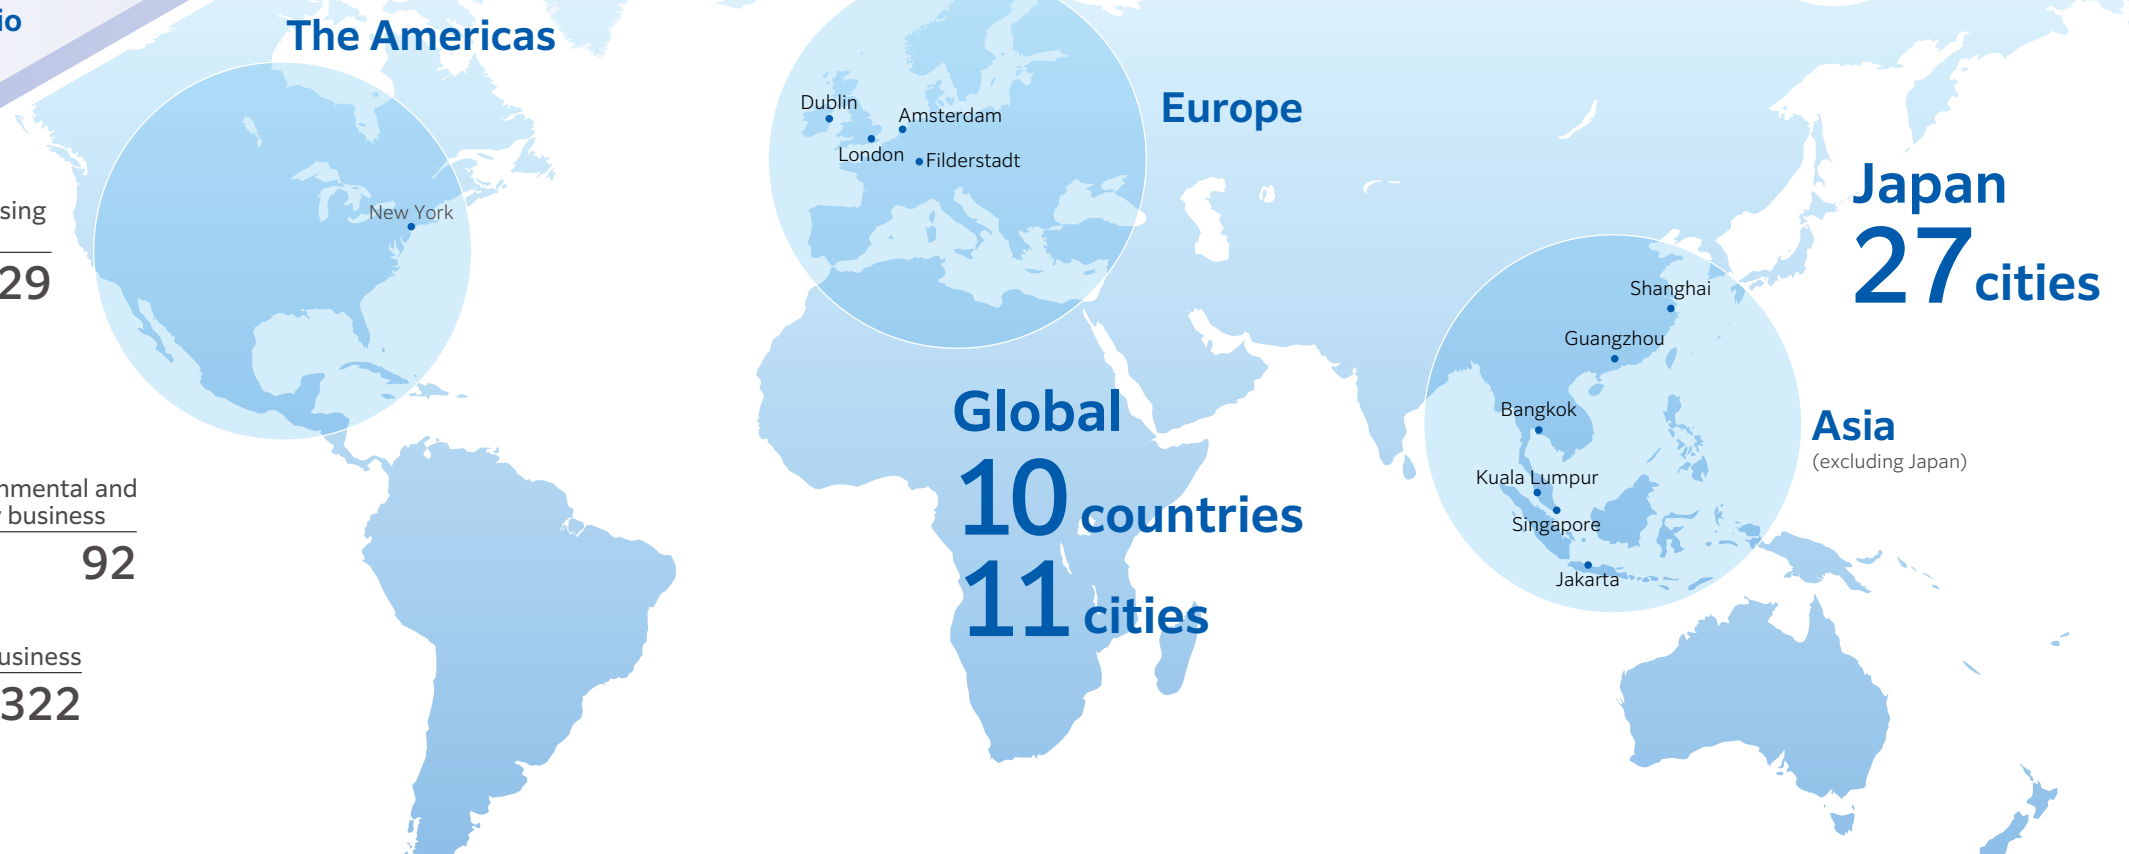 io
sing
29
nmental and
business
92
usiness
322
The Americas
New York
Dublin
Amsterdam
London
Filderstadt
Europe
Global
10 countries
11 cities
Japan
27 cities
Shanghai
Guangzhou
Bangkok
Kuala Lumpur
Singapore
Jakarta
Asia
(excluding Japan)